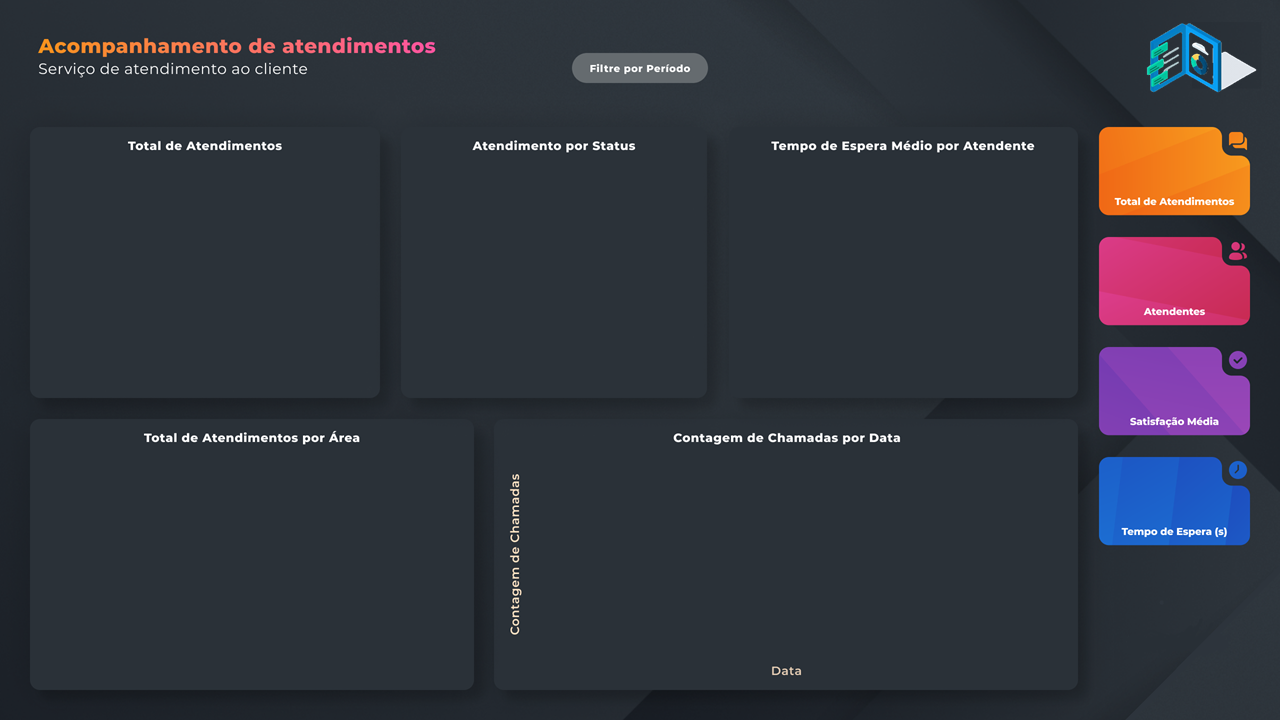 Acompanhamento de atendimentos
Serviço de atendimento ao cliente
Filtre por Período
Total de Atendimentos
Atendimento por Status
Tempo de Espera Médio por Atendente
Total de Atendimentos
Atendentes
Satisfação Média
Tempo de Espera (s)
Total de Atendimentos por Área
Contagem de Chamadas por Data
Contagem de Chamadas
Data